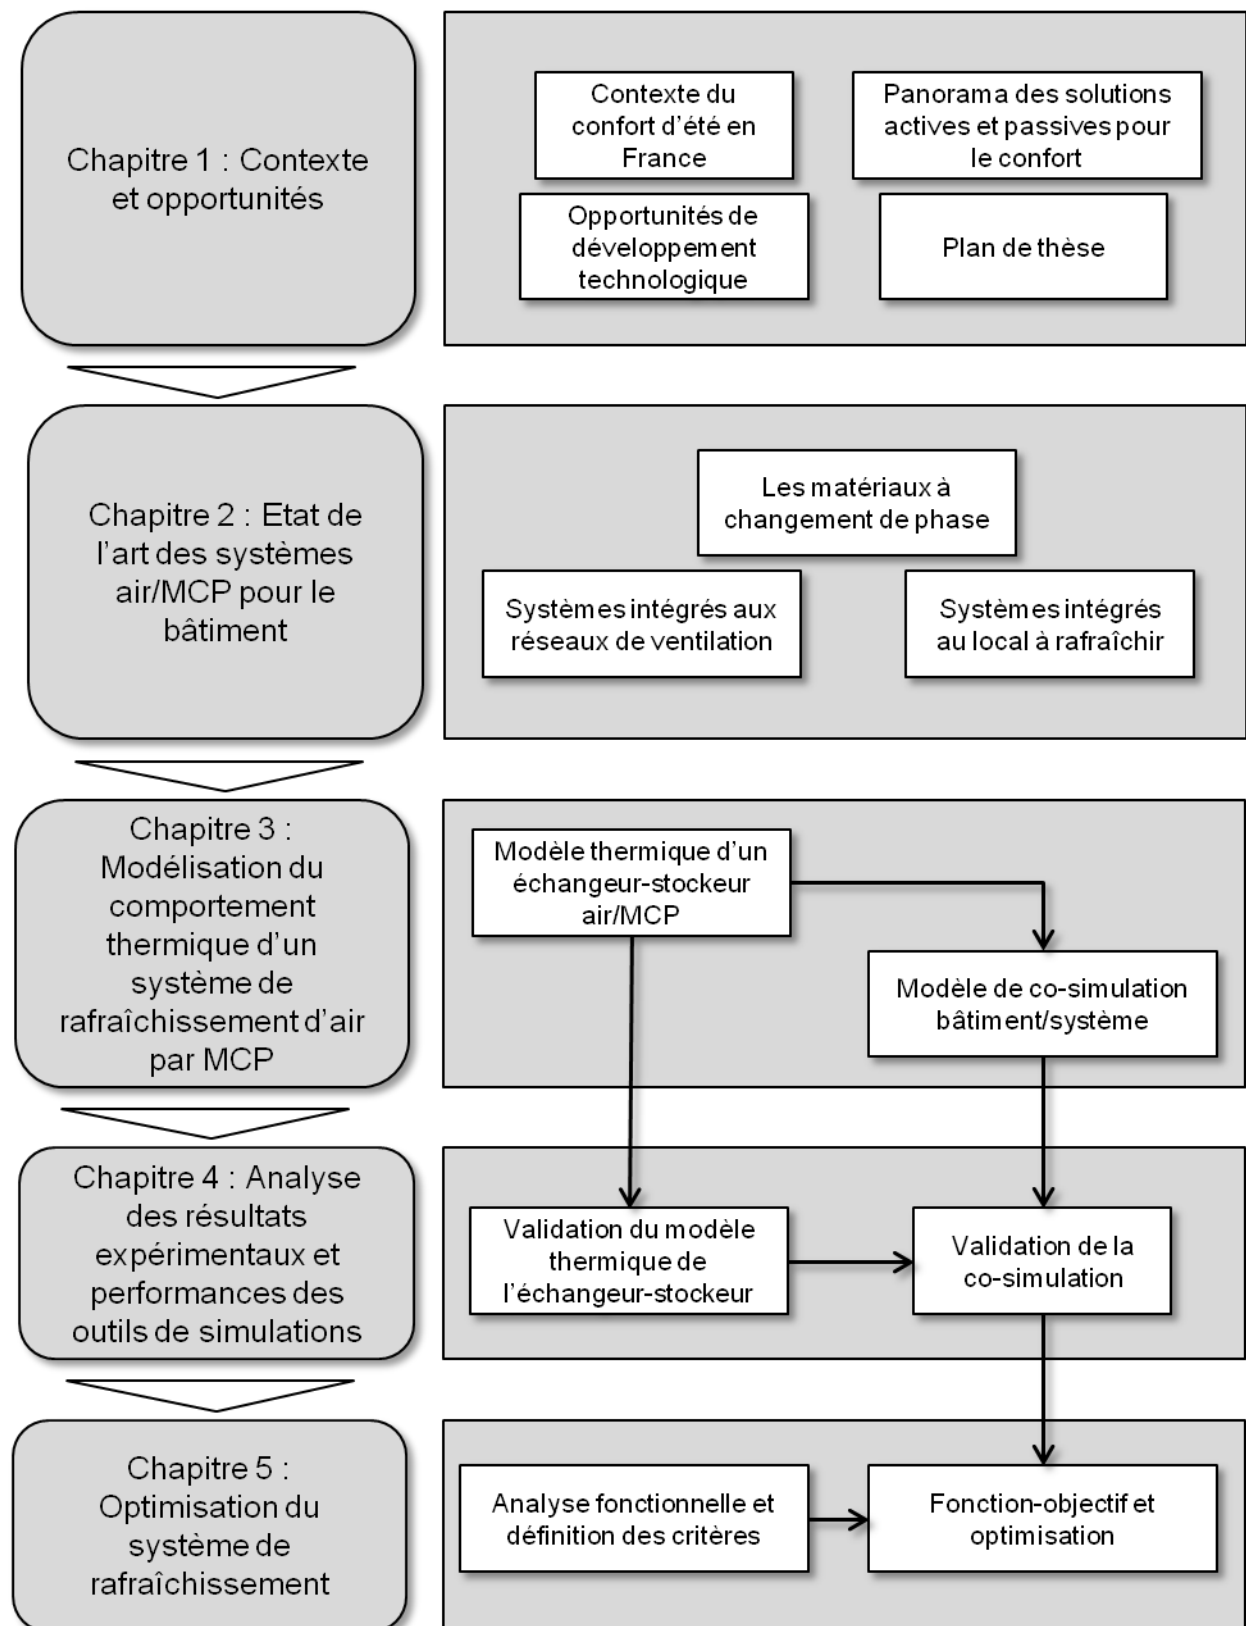 Chapitre 1 : Contexte
et opportunités
Contexte du
confort d'été en
France
Panorama des solutions
actives et passives pour
le confort
Opportunités de
développement
technologique
Plan de thèse
Chapitre 2 : Etat de
l'art des systèmes
air/MCP pour le
bâtiment
Les matériaux à
changement de phase
Systèmes intégrés aux
réseaux de ventilation
Systèmes intégrés
au local à rafraîchir
Chapitre 3 :
Modélisation du
comportement
thermique d'un
système de
rafraîchissement d'air
par MCP
Modèle thermique d'un
échangeur-stockeur
air/MCP
Modèle de co-simulation
bâtiment/système
Chapitre 4 : Analyse
des résultats
expérimentaux et
performances des
outils de simulations
Validation du modèle
thermique de
l'échangeur-stockeur
Validation de la
co-simulation
Chapitre 5 :
Optimisation du
système de
rafraîchissement
Analyse fonctionnelle et
définition des critères
Fonction-objectif et
optimisation